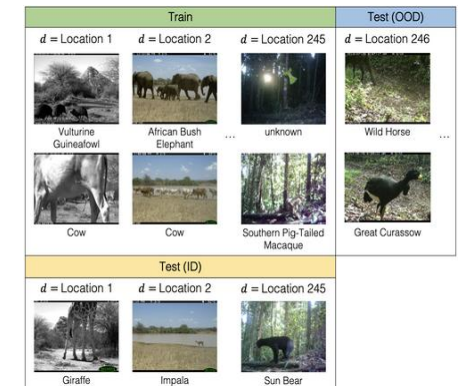 Train
Test (OOD)
d = Location 1
d = Location 2
d = Location 245
d = Location 246
Vulturine
Guineafowl
African Bush
Elephant
...
unknown
Wild Horse
...
Cow
Cow
Southern Pig-Tailed
Macaque
Great Curassow
Test (ID)
d = Location 1
d = Location 2
d = Location 245
Giraffe
Impala
Sun Bear